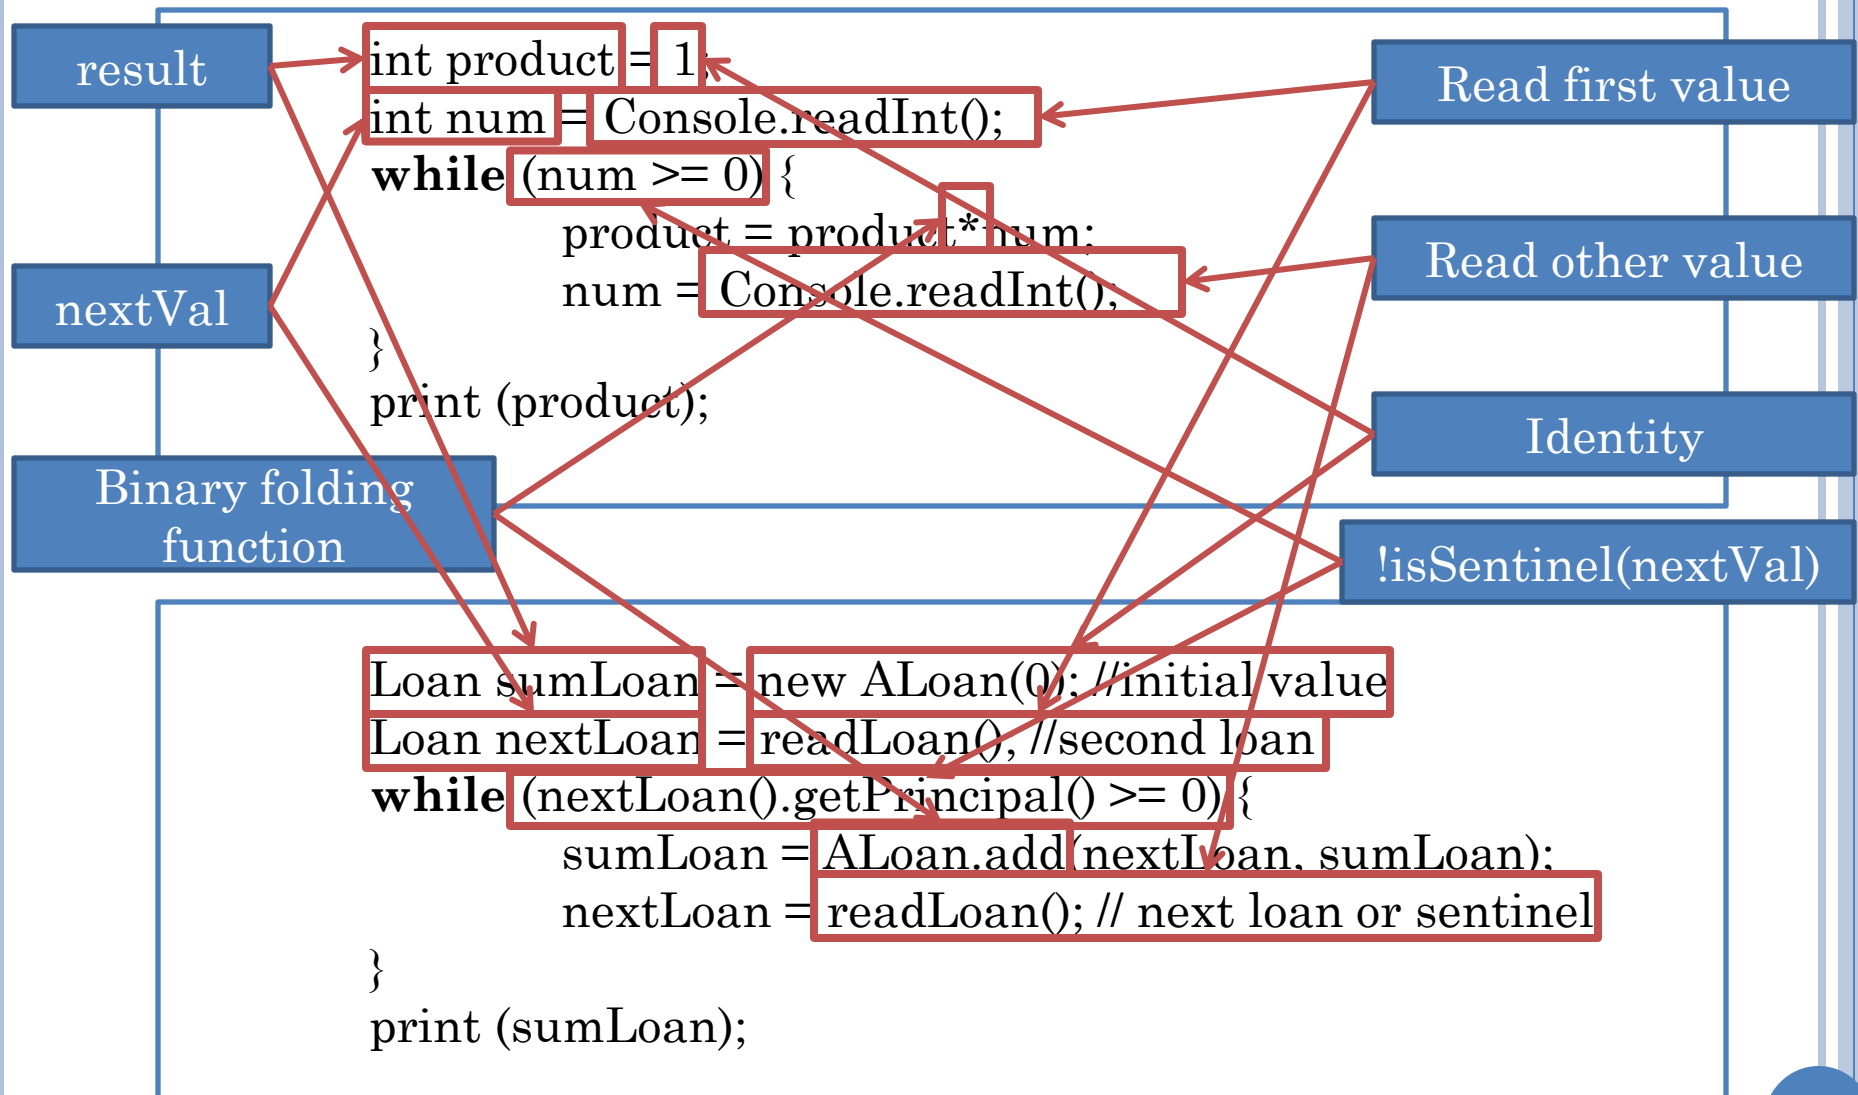 result
nextVal
Binary folding
function
int product = 1;
int num = Console.readInt();
while (num >= 0) {
product = product*num;
num = Console.readInt();
}
print (product);
Read first value
Read other value
Identity
!isSentinel(nextVal)
Loan sumLoan = new ALoan(0); //initial value
Loan nextLoan = readLoan(), //second loan
while (nextLoan().getPrincipal() >= 0) {
sumLoan = ALoan.add(nextLoan, sumLoan);
nextLoan = readLoan(); // next loan or sentinel
}
print (sumLoan);